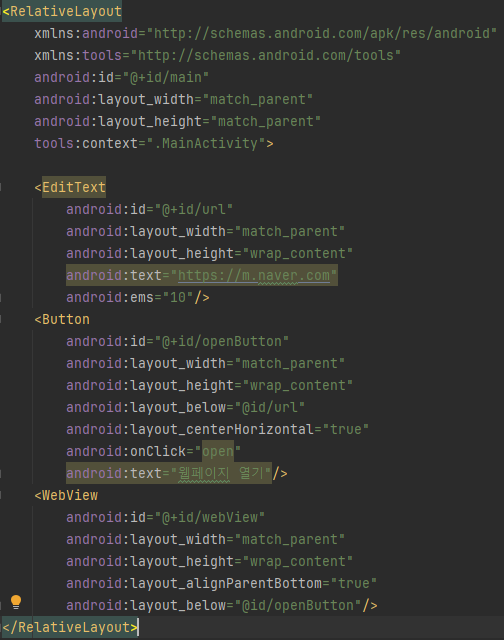 <RelativeLayout
    xmlns:android="http://schemas.android.com/apk/res/android"
    xmlns:tools="http://schemas.android.com/tools"
    android:id="@+id/main"
    android:layout_width="match_parent"
    android:layout_height="match_parent"
    tools:context=".MainActivity">

    <EditText
        android:id="@+id/url"
        android:layout_width="match_parent"
        android:layout_height="wrap_content"
        android:text="https://m.naver.com"
        android:ems="10"/>
    <Button
        android:id="@+id/openButton"
        android:layout_width="match_parent"
        android:layout_height="wrap_content"
        android:layout_below="@id/url"
        android:layout_centerHorizontal="true"
        android:onClick="open"
        android:text="웹페이지 열기"/>
    <WebView
        android:id="@+id/webView"
        android:layout_width="match_parent"
        android:layout_height="wrap_content"
        android:layout_alignParentBottom="true"
        android:layout_below="@id/openButton"/>
</RelativeLayout>